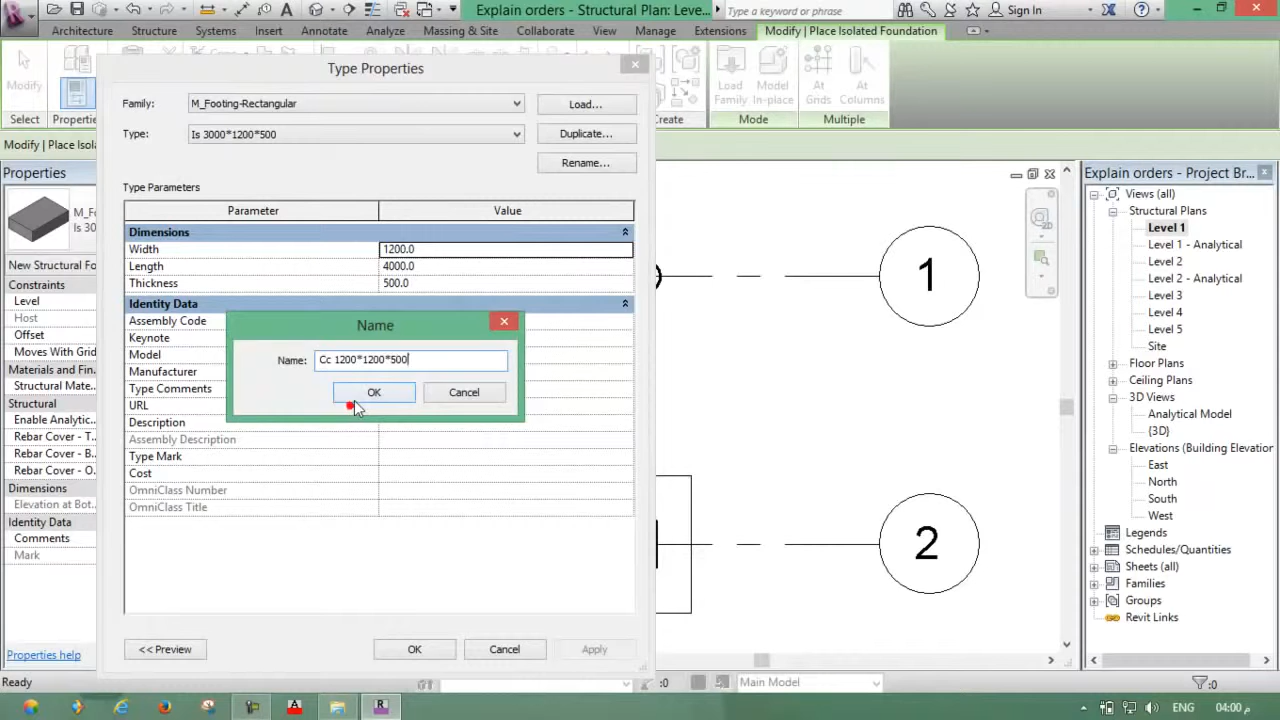 Explain orders - Structural Plan: Leve...
Type a keyword or phrase
Sign In
Architecture
Structure
Systems
Insert
Annotate
Analyze
Massing & Site
Collaborate
View
Manage
Extensions
Modify | Place Isolated Foundation
Modify
Load Family
Model In-place
At Grids
At Columns
Select
Properties
Create
Mode
Multiple
Modify | Place Isola
Type Properties
Family:
M_Footing-Rectangular
Load...
Type:
Is 3000*1200*500
Duplicate...
Rename...
Type Parameters
Parameter
Value
Dimensions
Width
1200.0
Length
4000.0
Thickness
500.0
Identity Data
Assembly Code
Keynote
Model
Manufacturer
Type Comments
URL
Description
Assembly Description
Type Mark
Cost
OmniClass Number
OmniClass Title
<< Preview
OK
Cancel
Apply
Name
Name:
Cc 1200*1200*500
OK
Cancel
Properties
M_Foot
Is 300
New Structural Fo
Constraints
Level
Host
Offset
Moves With Grid
Materials and Fin...
Structural Mate...
Structural
Enable Analytic...
Rebar Cover - T...
Rebar Cover - B...
Rebar Cover - O...
Dimensions
Elevation at Bot...
Identity Data
Comments
Mark
Properties help
1
2
Explain orders - Project Br...
Views (all)
Structural Plans
Level 1
Level 1 - Analytical
Level 2
Level 2 - Analytical
Level 3
Level 4
Level 5
Site
Floor Plans
Ceiling Plans
3D Views
Analytical Model
{3D}
Elevations (Building Elevation
East
North
South
West
Legends
Schedules/Quantities
Sheets (all)
Families
Groups
Revit Links
Ready
:0
Main Model
:0
ENG
04:00 م